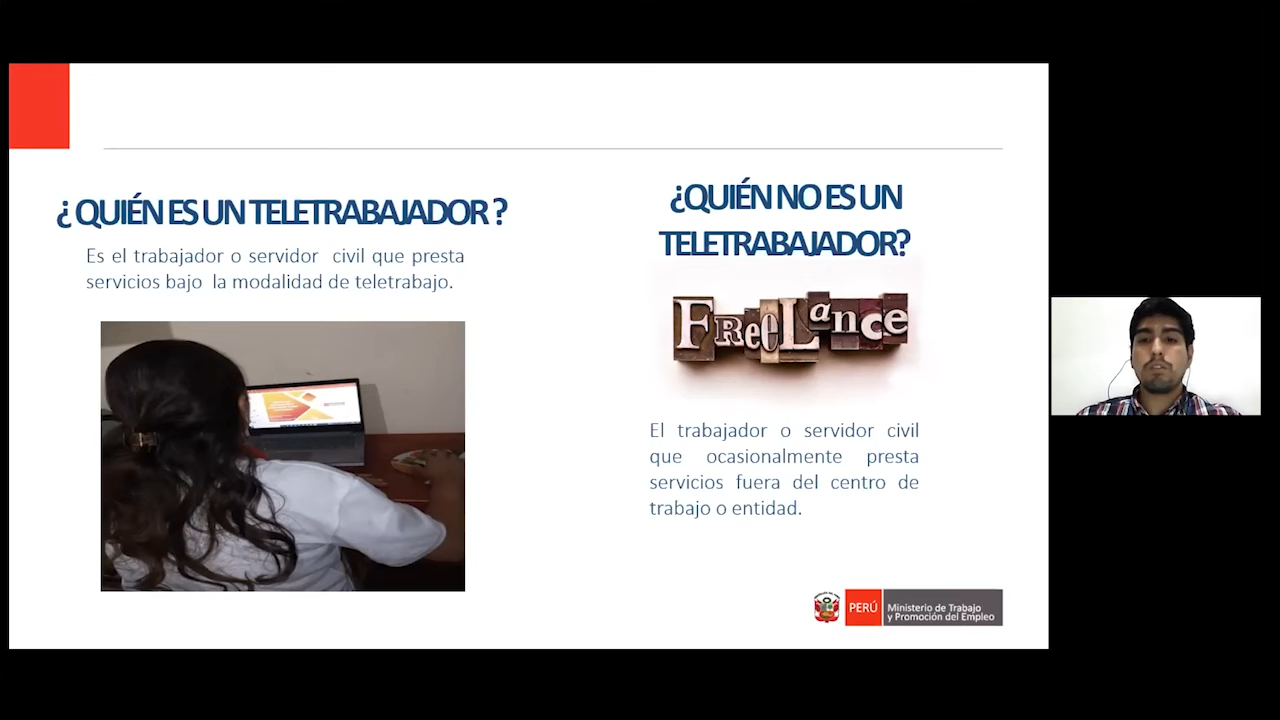 ¿ QUIÉN ES UN TELETRABAJADOR ?
Es el trabajador o servidor civil que presta
servicios bajo la modalidad de teletrabajo.
¿QUIÉN NO ES UN
TELETRABAJADOR?
FReeLance
El trabajador o servidor civil
que ocasionalmente presta
servicios fuera del centro de
trabajo o entidad.
PERÚ
Ministerio de Trabajo
y Promoción del Empleo